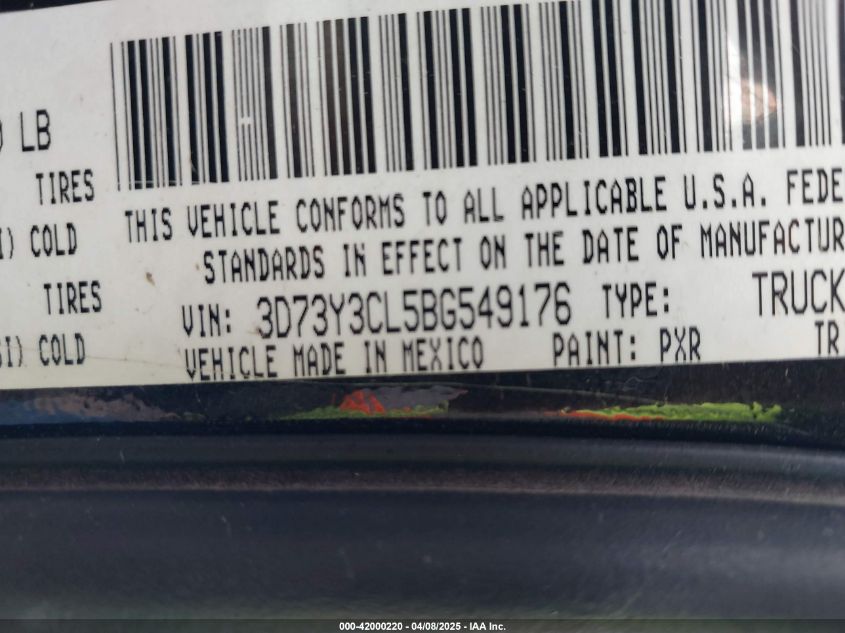 ) LB
TIRES
I) COLD
TIRES
SI) COLD
THIS VEHICLE CONFORMS TO ALL APPLICABLE U.S.A. FEDE
STANDARDS IN EFFECT ON THE DATE OF MANUFACTUR
VIN: 3D73Y3CL5BG549176 TYPE: TRUCK
VEHICLE MADE IN MEXICO PAINT: PXR TR
000-42000220 - 04/08/2025 - IAA Inc.